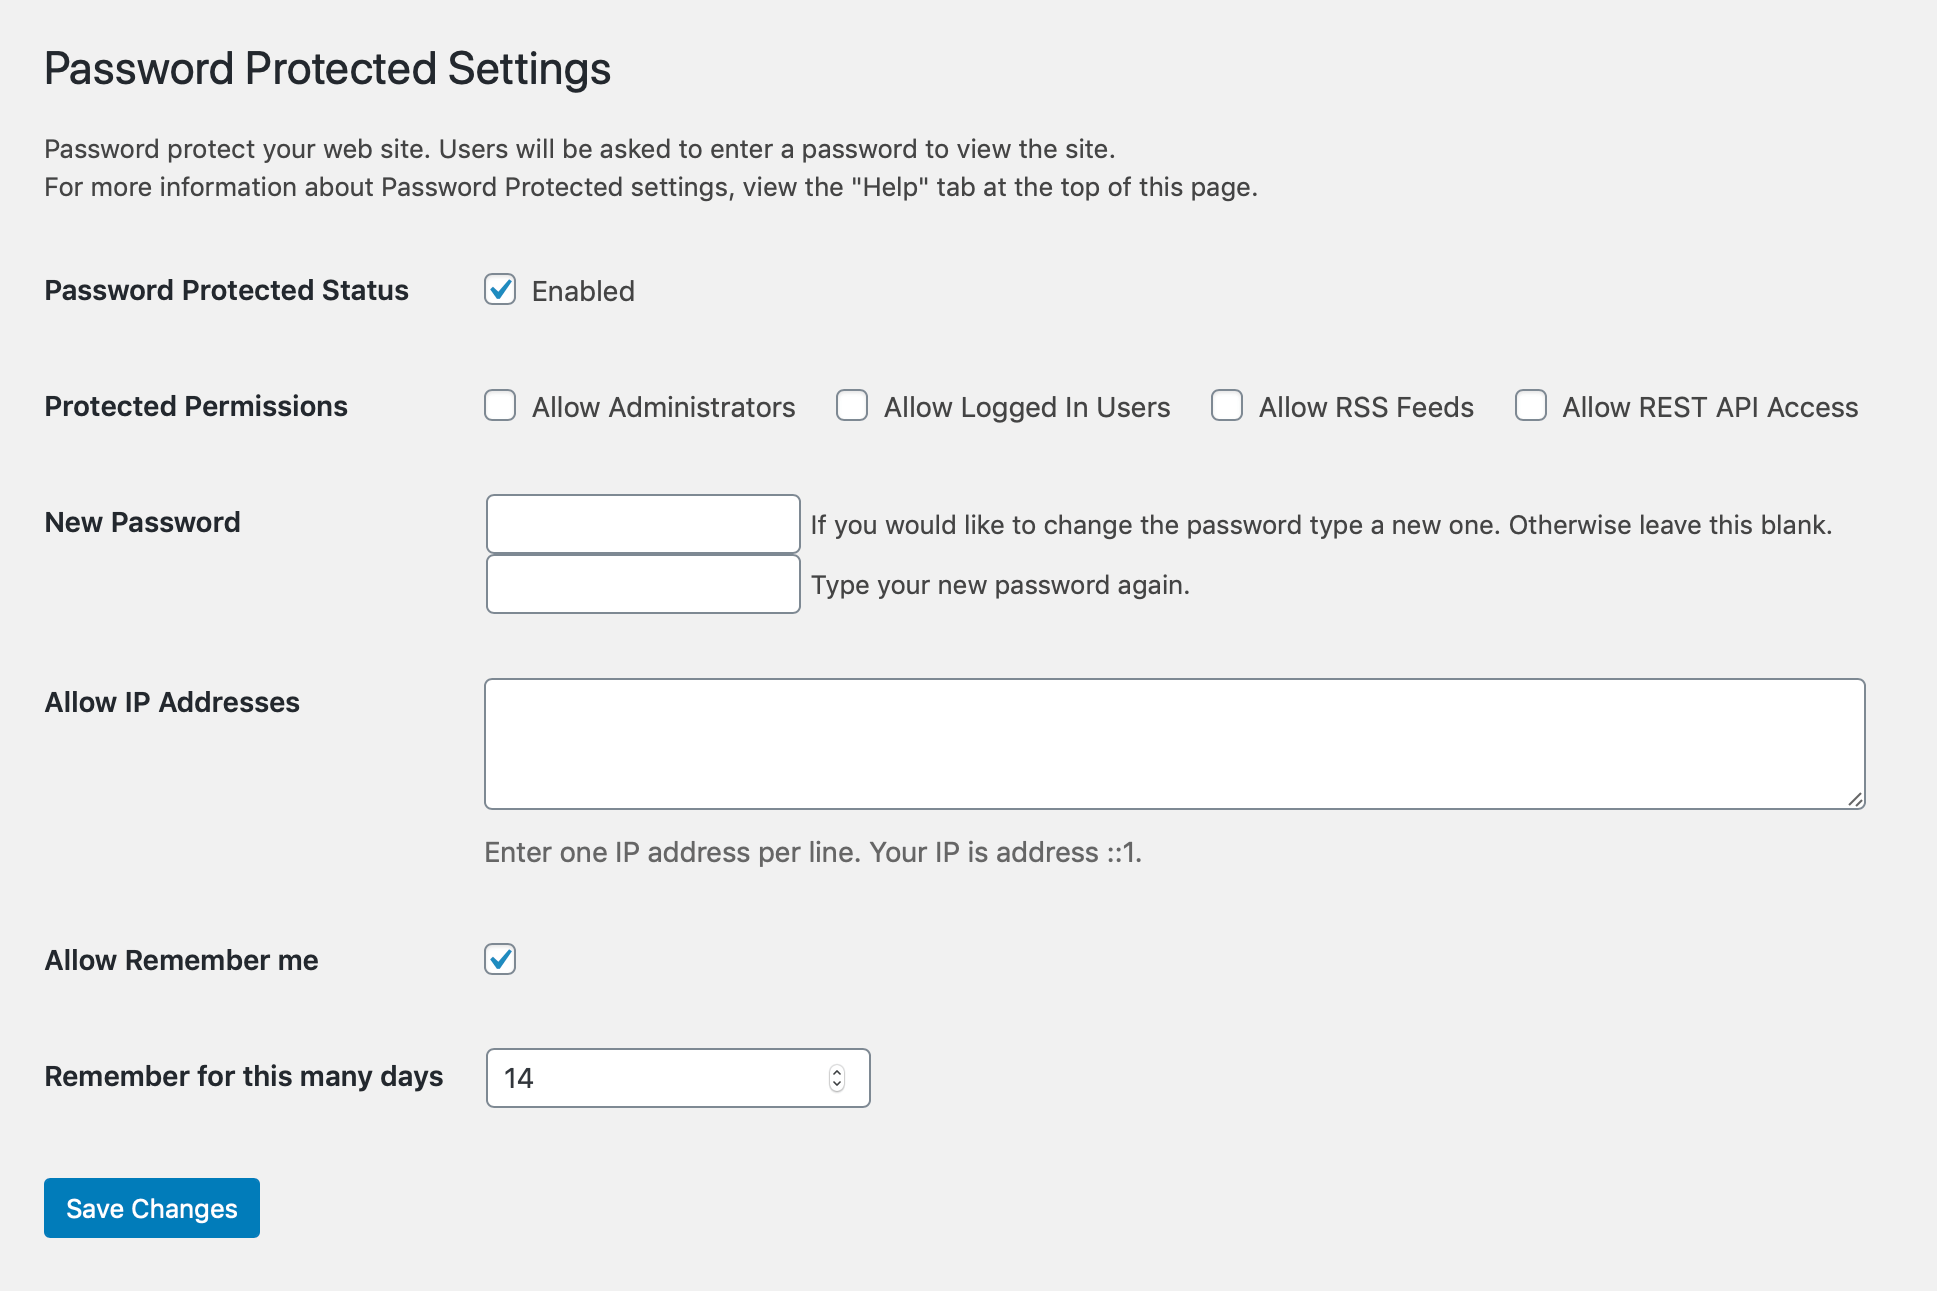 Password Protected Settings
Password protect your web site. Users will be asked to enter a password to view the site.
For more information about Password Protected settings, view the "Help" tab at the top of this page.
Password Protected Status Enabled
Protected Permissions Allow Administrators Allow Logged In Users Allow RSS Feeds Allow REST API Access
New Password If you would like to change the password type a new one. Otherwise leave this blank.
Type your new password again.
Allow IP Addresses
Enter one IP address per line. Your IP is address ::1.
Allow Remember me
Remember for this many days 14
Save Changes